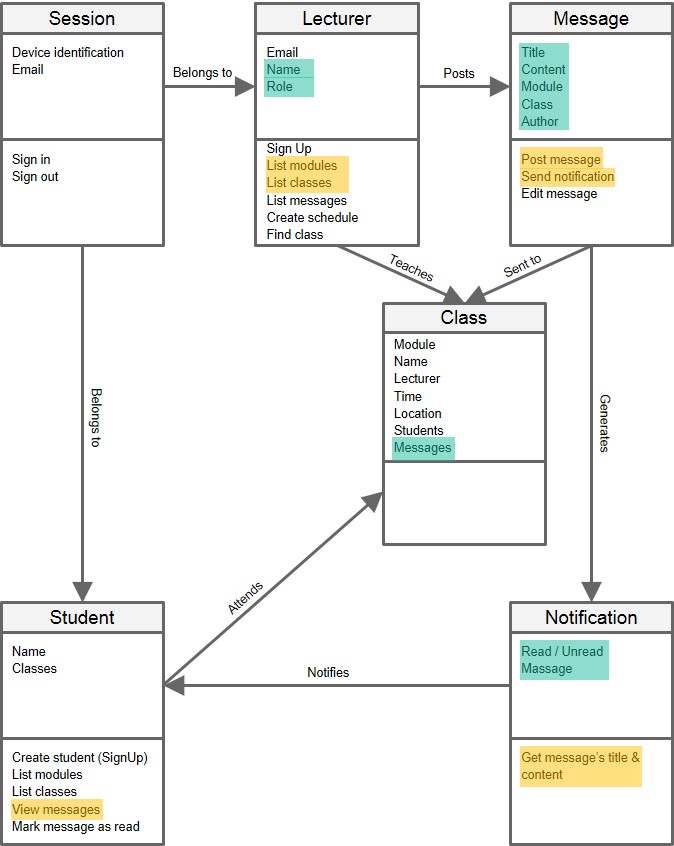 Session
Device identification
Email
Sign in
Sign out
Belongs to
Lecturer
Email
Name
Role
Sign Up
List modules
List classes
List messages
Create schedule
Find class
Posts
Message
Title
Content
Module
Class
Author
Post message
Send notification
Edit message
Teaches
Sent to
Class
Module
Name
Lecturer
Time
Location
Students
Messages
Belongs to
Generates
Attends
Student
Name
Classes
Create student (SignUp)
List modules
List classes
View messages
Mark message as read
Notifies
Notification
Read / Unread
Massage
Get message's title &
content